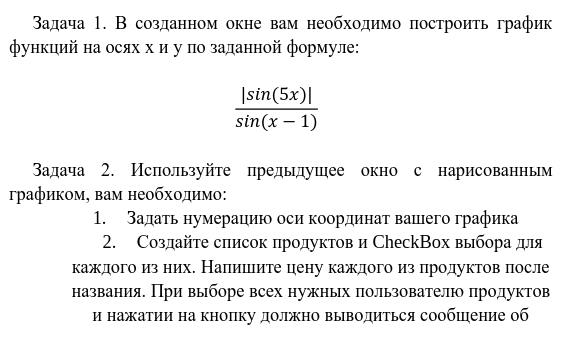 Задача 1. В созданном окне вам необходимо построить график
функций на осях x и y по заданной формуле:
|sin(5x)|
sin(x − 1)
Задача 2. Используйте предыдущее окно с нарисованным
графиком, вам необходимо:
1. Задать нумерацию оси координат вашего графика
2. Создайте список продуктов и CheckBox выбора для
каждого из них. Напишите цену каждого из продуктов после
названия. При выборе всех нужных пользователю продуктов
и нажатии на кнопку должно выводиться сообщение об